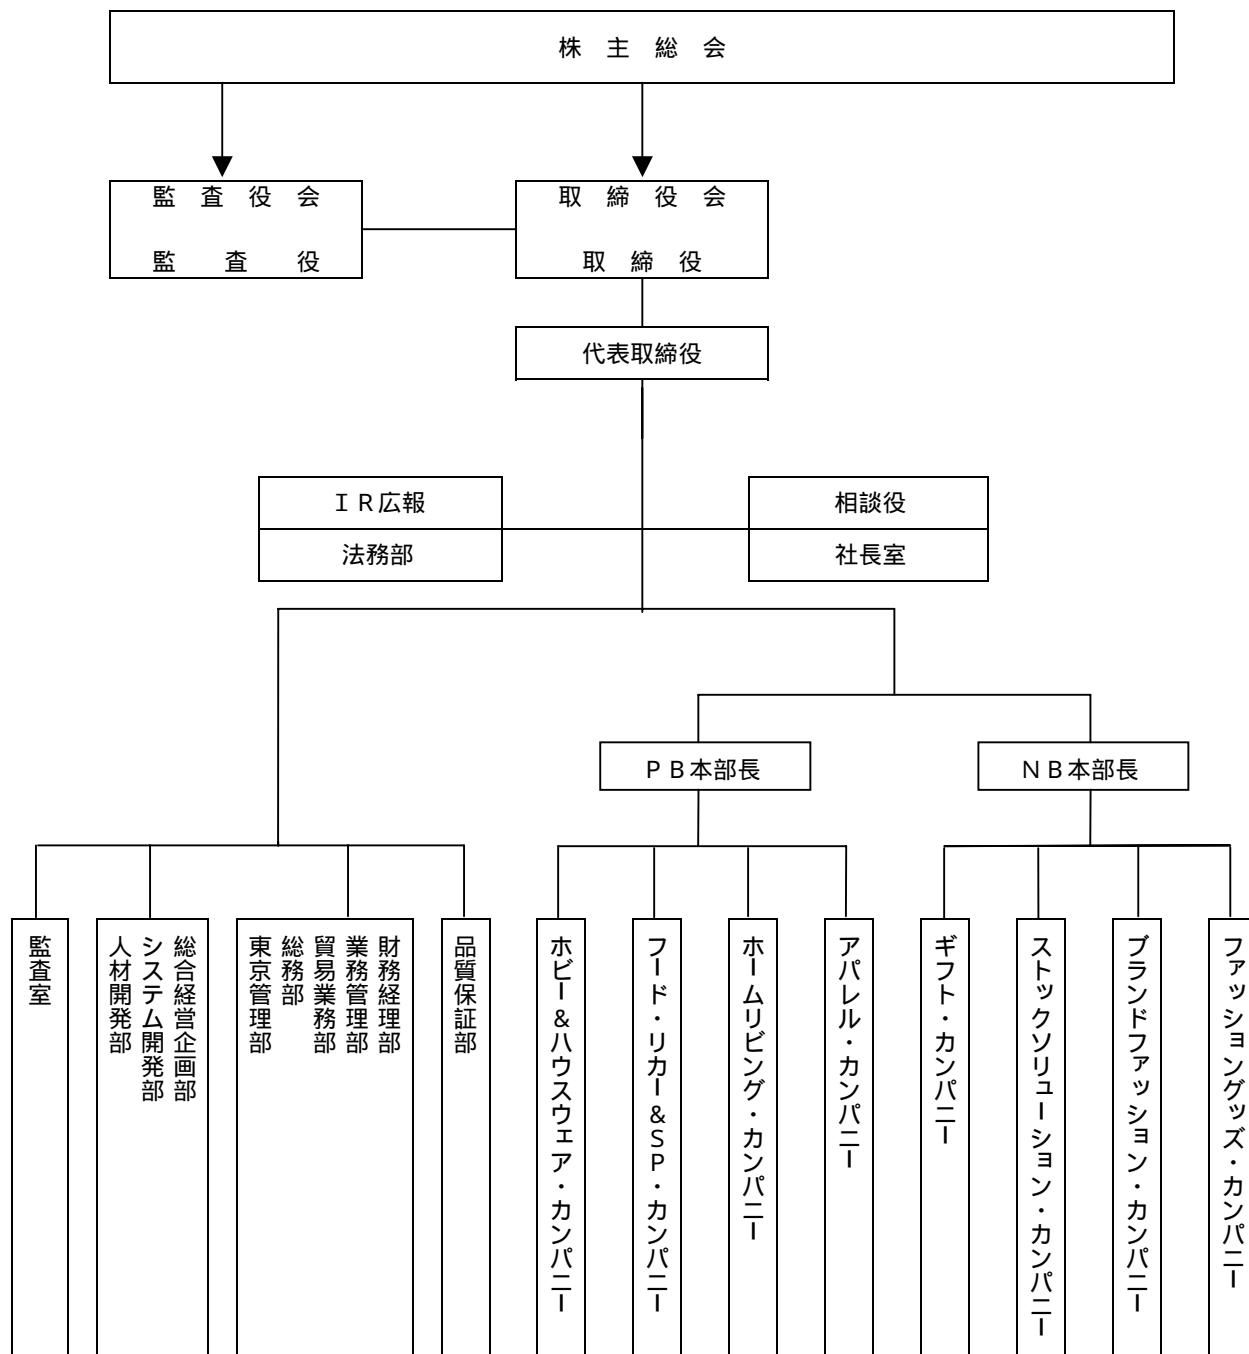 株 主 総 会
監 査 役 会
監 査 役
取 締 役 会
取 締 役
代表取締役
ＩＲ広報
法務部
相談役
社長室
ＰＢ本部長
ＮＢ本部長
監査室
総合経営企画部
システム開発部
人材開発部
財務経理部
業務管理部
貿易業務部
総務部
東京管理部
品質保証部
ホビー&ハウスウェア・カンパニー
フード・リカー&SP・カンパニー
ホームリビング・カンパニー
アパレル・カンパニー
ギフト・カンパニー
ストックソリューション・カンパニー
ブランドファッション・カンパニー
ファッショングッズ・カンパニー